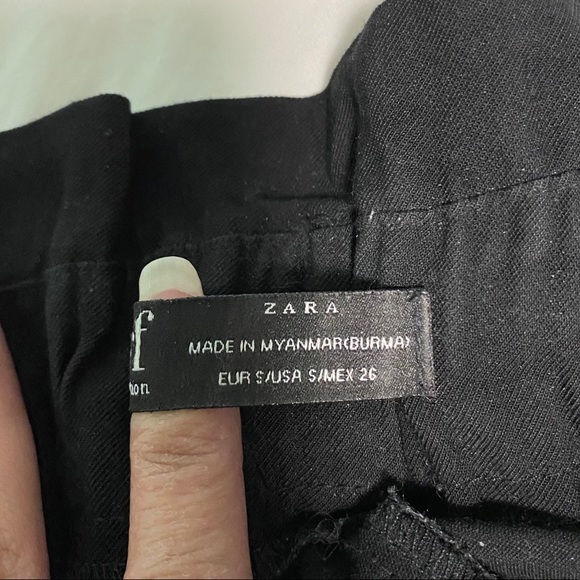 ZARA
MADE IN MYANMAR(BURMA)
EUR S/USA S/MEX 26